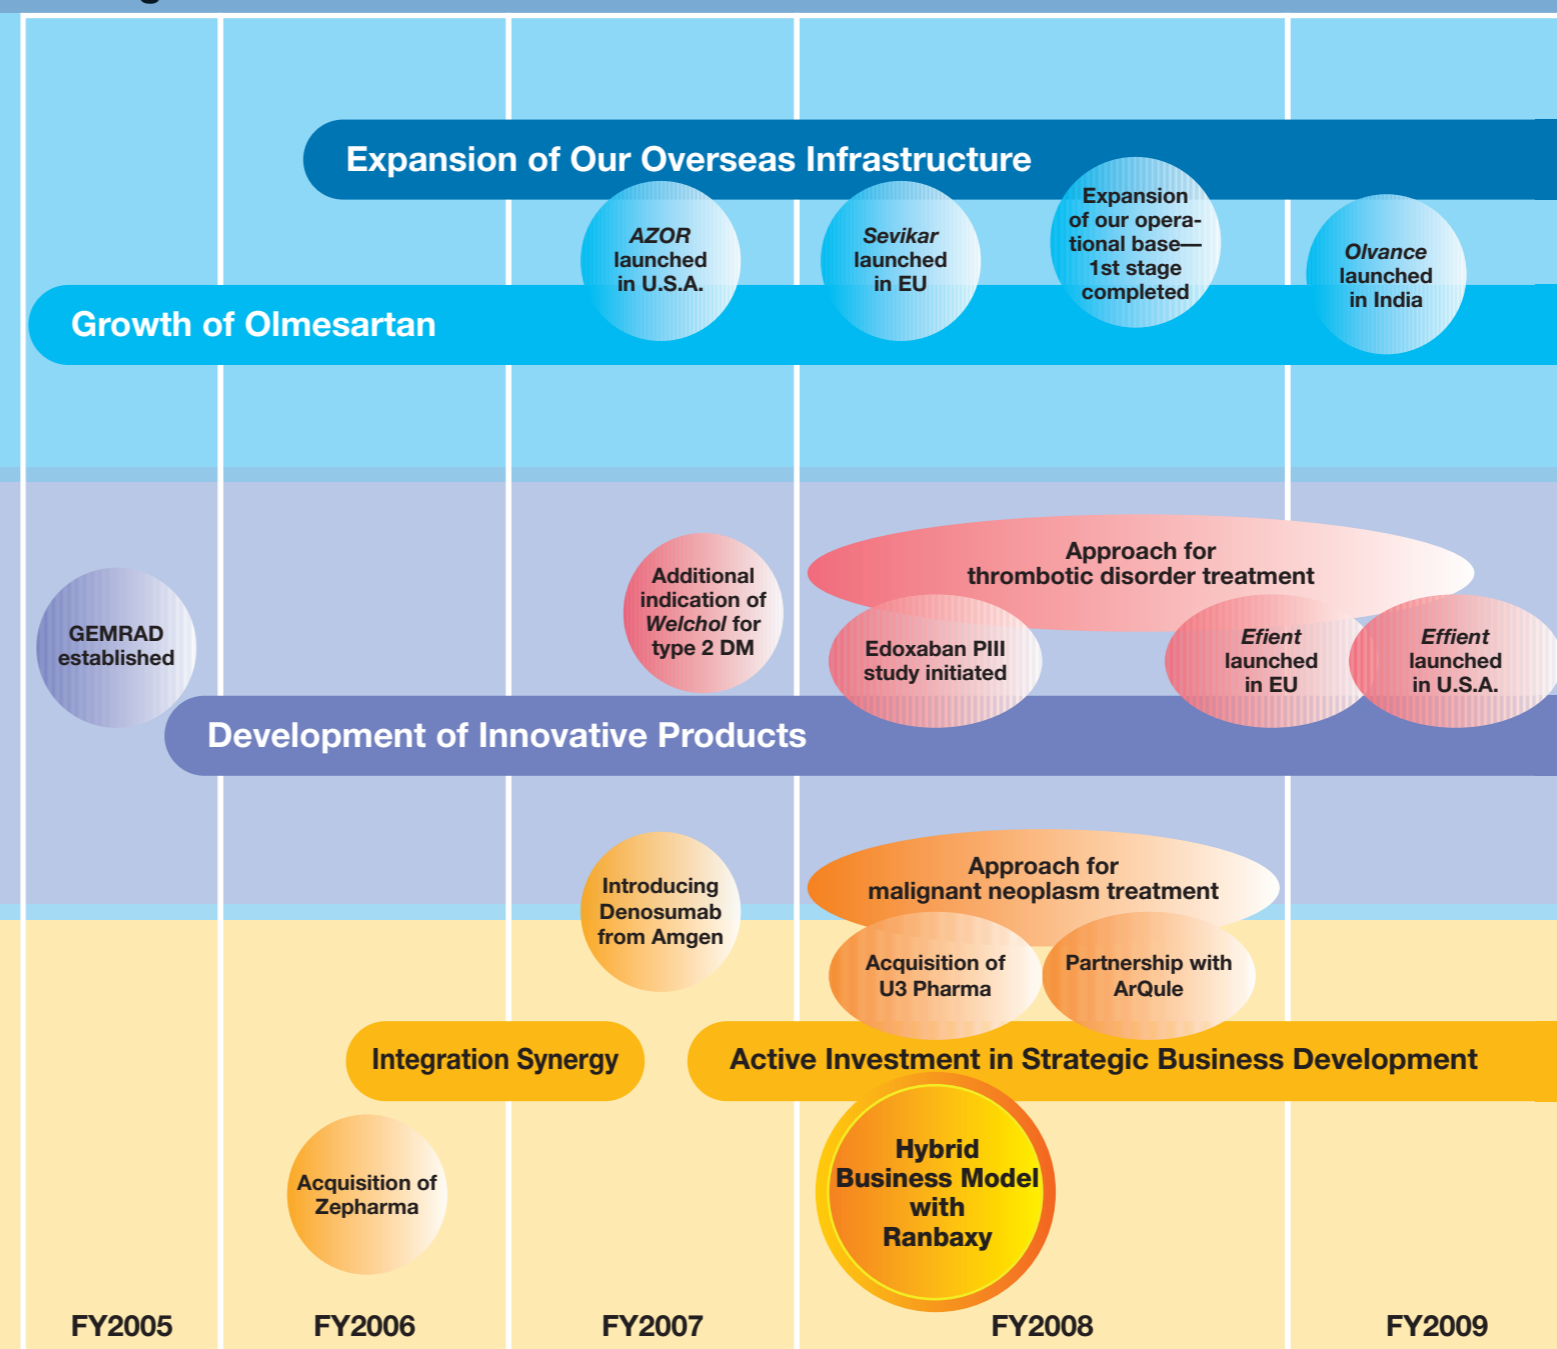 Expansion of Our Overseas Infrastructure
AZOR
launched
in U.S.A.
Sevikar
launched
in EU
Expansion
of our opera-
tional base—
1st stage
completed
Olvance
launched
in India
Growth of Olmesartan
GEMRAD
established
Additional
indication of
Welchol for
type 2 DM
Approach for
thrombotic disorder treatment
Edoxaban PIII
study initiated
Efient
launched
in EU
Effient
launched
in U.S.A.
Development of Innovative Products
Introducing
Denosumab
from Amgen
Approach for
malignant neoplasm treatment
Acquisition of
U3 Pharma
Partnership with
ArQule
Integration Synergy
Active Investment in Strategic Business Development
Acquisition of
Zepharma
Hybrid
Business Model
with
Ranbaxy
FY2005
FY2006
FY2007
FY2008
FY2009